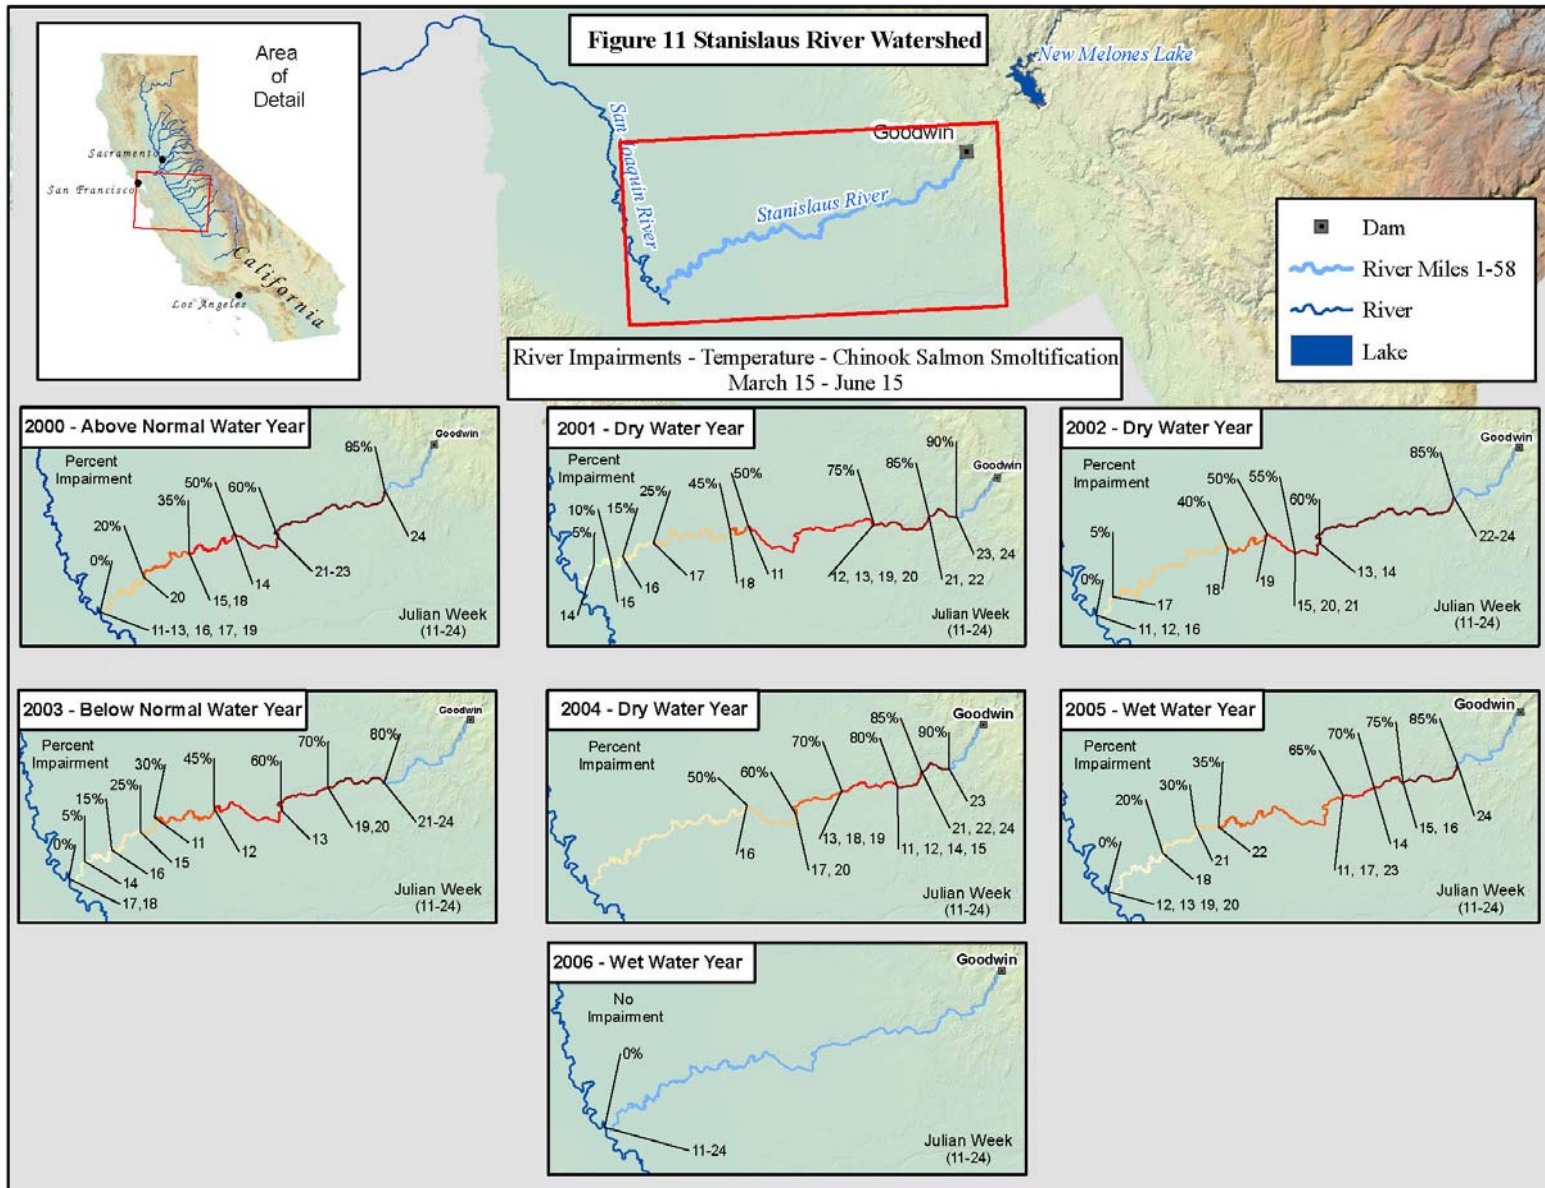 Figure 11 Stanislaus River Watershed
Area
of
Detail
Sacramento
San Francisco
Los Angeles
California
New Melones Lake
San Joaquin River
Goodwin
Stanislaus River
Dam
River Miles 1-58
River
Lake
River Impairments - Temperature - Chinook Salmon Smoltification
March 15 - June 15
2000 - Above Normal Water Year
Goodwin
Percent
Impairment
0%
20%
35%
50%
60%
85%
11-13, 16, 17, 19
20
15, 18
14
21-23
24
Julian Week
(11-24)
2001 - Dry Water Year
Goodwin
Percent
Impairment
5%
10%
15%
25%
45%
50%
75%
85%
90%
14
15
16
17
18
11
12, 13, 19, 20
21, 22
23, 24
Julian Week
(11-24)
2002 - Dry Water Year
Goodwin
Percent
Impairment
0%
5%
40%
50%
55%
60%
85%
11, 12, 16
17
18
19
15, 20, 21
13, 14
22-24
Julian Week
(11-24)
2003 - Below Normal Water Year
Goodwin
Percent
Impairment
0%
5%
15%
25%
30%
45%
60%
70%
80%
17, 18
14
16
15
11
12
13
19, 20
21-24
Julian Week
(11-24)
2004 - Dry Water Year
Goodwin
Percent
Impairment
50%
60%
70%
80%
85%
90%
16
17, 20
13, 18, 19
11, 12, 14, 15
21, 22, 24
23
Julian Week
(11-24)
2005 - Wet Water Year
Goodwin
Percent
Impairment
0%
20%
30%
35%
65%
70%
75%
85%
12, 13 19, 20
18
21
22
11, 17, 23
14
15, 16
24
Julian Week
(11-24)
2006 - Wet Water Year
Goodwin
No
Impairment
0%
11-24
Julian Week
(11-24)